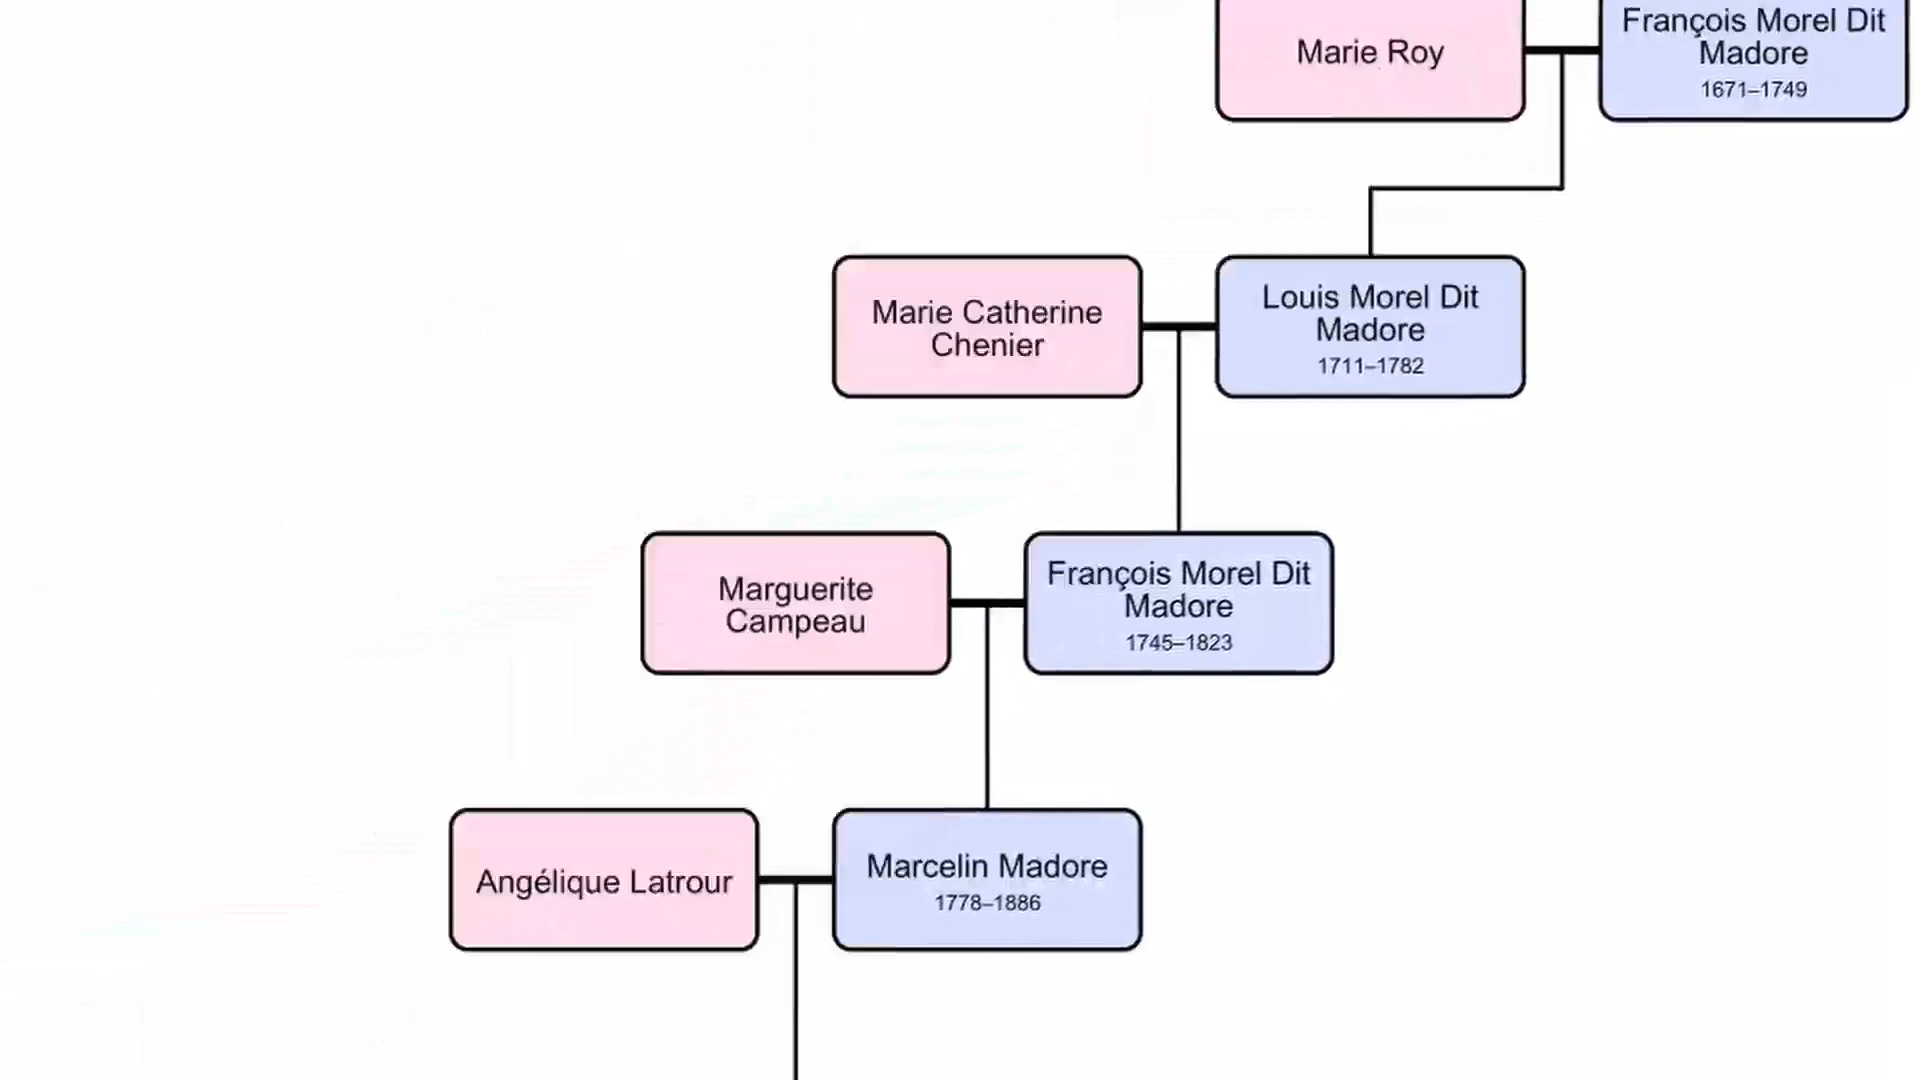 Marie Roy
François Morel Dit
Madore
1671–1749
Marie Catherine
Chenier
Louis Morel Dit
Madore
1711–1782
Marguerite
Campeau
François Morel Dit
Madore
1745–1823
Angélique Latrour
Marcelin Madore
1778–1886